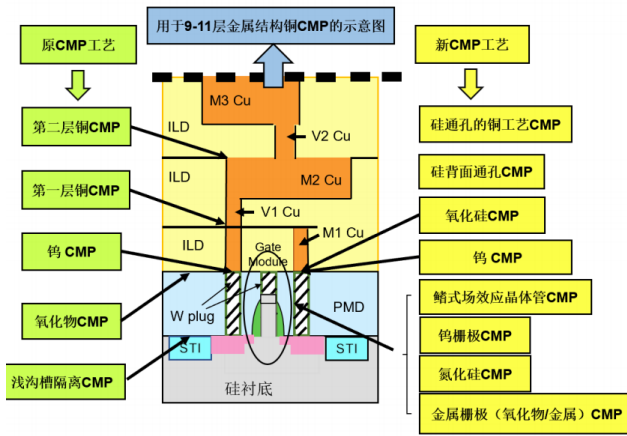 用于9-11层金属结构铜CMP的示意图
原CMP工艺
新CMP工艺
M3 Cu
第二层铜CMP
ILD
V2 Cu
硅通孔的铜工艺CMP
ILD
M2 Cu
硅背面通孔CMP
第一层铜CMP
V1 Cu
氧化硅CMP
ILD
M1 Cu
钨 CMP
Gate
Module
钨 CMP
W plug
PMD
鳍式场效应晶体管CMP
氧化物CMP
钨栅极CMP
STI
STI
氮化硅CMP
浅沟槽隔离CMP
硅衬底
金属栅极（氧化物/金属）CMP